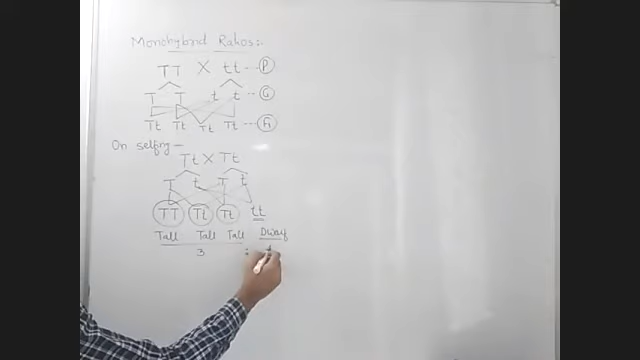 Monohybrid Ratios:-
TT X tt -- P
T T t t -- G
Tt Tt Tt Tt -- F1
On selfing -
Tt X Tt
T t T t
TT Tt Tt tt
Tall Tall Tall Dwarf
3 : 1